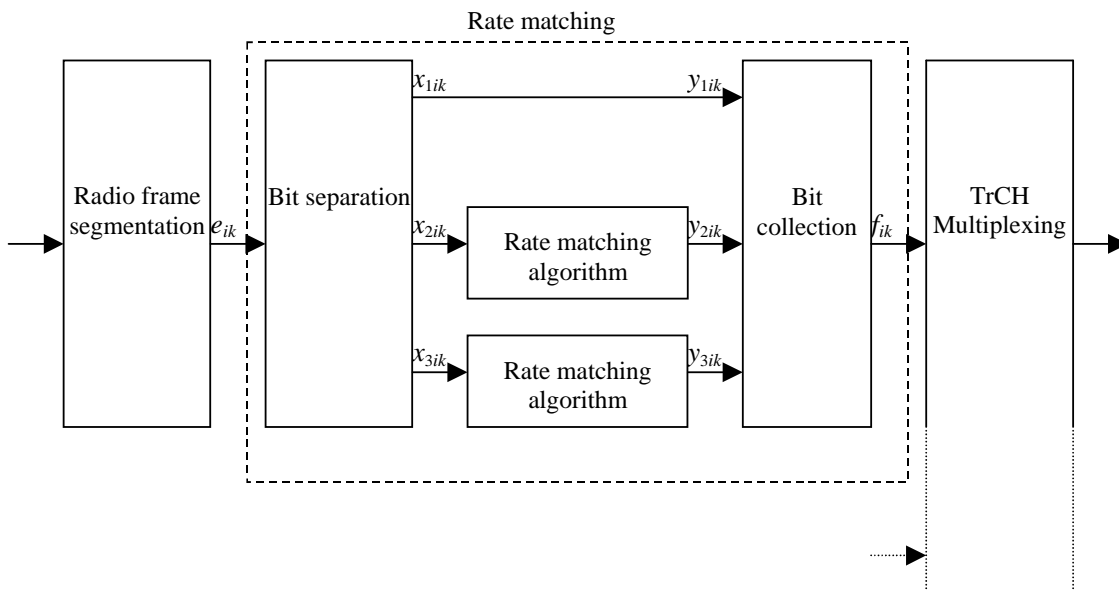 Rate matching
x1ik
y1ik
Radio frame
segmentation
Bit separation
Bit
collection
TrCH
Multiplexing
eik
x2ik
Rate matching
algorithm
y2ik
fik
x3ik
Rate matching
algorithm
y3ik